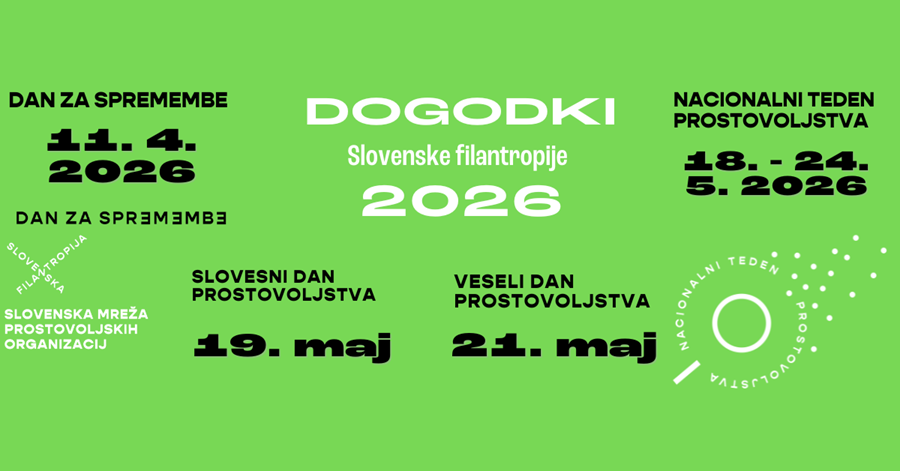 DAN ZA SPREMEMBE
11. 4.
2026
DAN ZA SPREMEMBE
DOGODKI
Slovenske filantropije
2026
NACIONALNI TEDEN
PROSTOVOLJSTVA
18. - 24.
5. 2026
SLOVENSKA
FILANTROPIJA
SLOVENSKA MREŽA
PROSTOVOLJSKIH
ORGANIZACIJ
SLOVESNI DAN
PROSTOVOLJSTVA
19. maj
VESELI DAN
PROSTOVOLJSTVA
21. maj
NACIONALNI TEDEN PROSTOVOLJSTVA